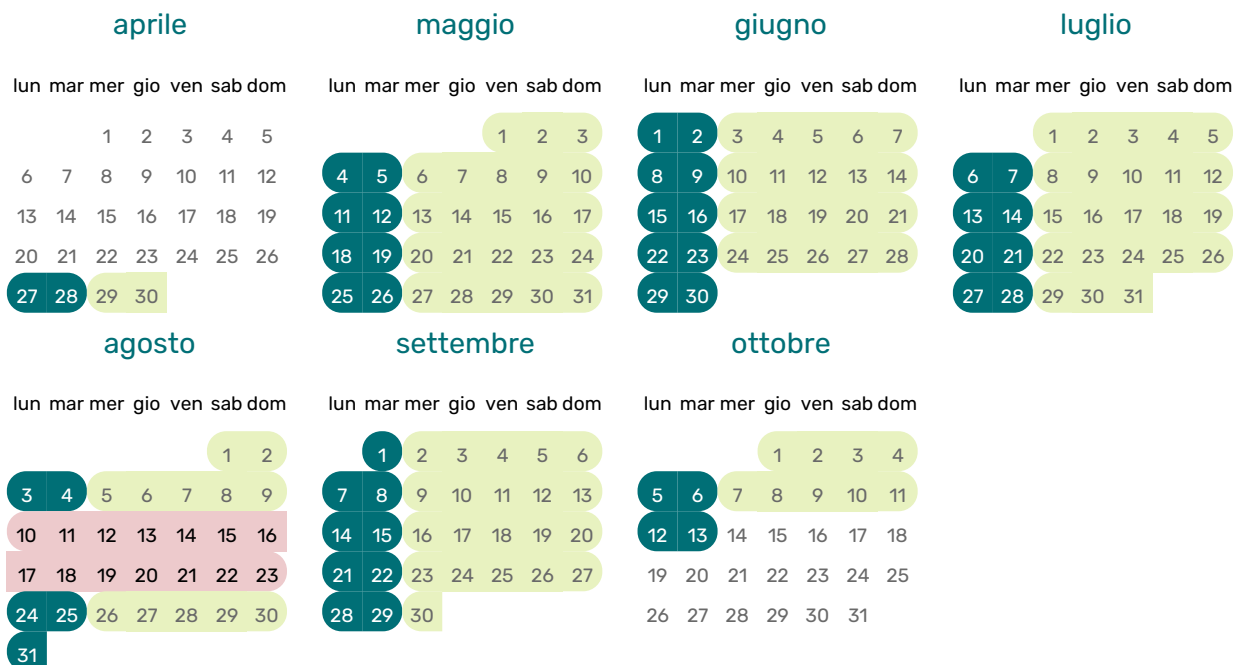 aprile maggio giugno luglio
lun mar mer gio ven sab dom lun mar mer gio ven sab dom lun mar mer gio ven sab dom lun mar mer gio ven sab dom
1 2 3 4 5 1 2 3 1 2 3 4 5 6 7 1 2 3 4 5
6 7 8 9 10 11 12 4 5 6 7 8 9 10 8 9 10 11 12 13 14 6 7 8 9 10 11 12
13 14 15 16 17 18 19 11 12 13 14 15 16 17 15 16 17 18 19 20 21 13 14 15 16 17 18 19
20 21 22 23 24 25 26 18 19 20 21 22 23 24 22 23 24 25 26 27 28 20 21 22 23 24 25 26
27 28 29 30 25 26 27 28 29 30 31 29 30 27 28 29 30 31
agosto settembre ottobre
lun mar mer gio ven sab dom lun mar mer gio ven sab dom lun mar mer gio ven sab dom
1 2 1 2 3 4 5 6 1 2 3 4
3 4 5 6 7 8 9 7 8 9 10 11 12 13 5 6 7 8 9 10 11
10 11 12 13 14 15 16 14 15 16 17 18 19 20 12 13 14 15 16 17 18
17 18 19 20 21 22 23 21 22 23 24 25 26 27 19 20 21 22 23 24 25
24 25 26 27 28 29 30 28 29 30 26 27 28 29 30 31
31